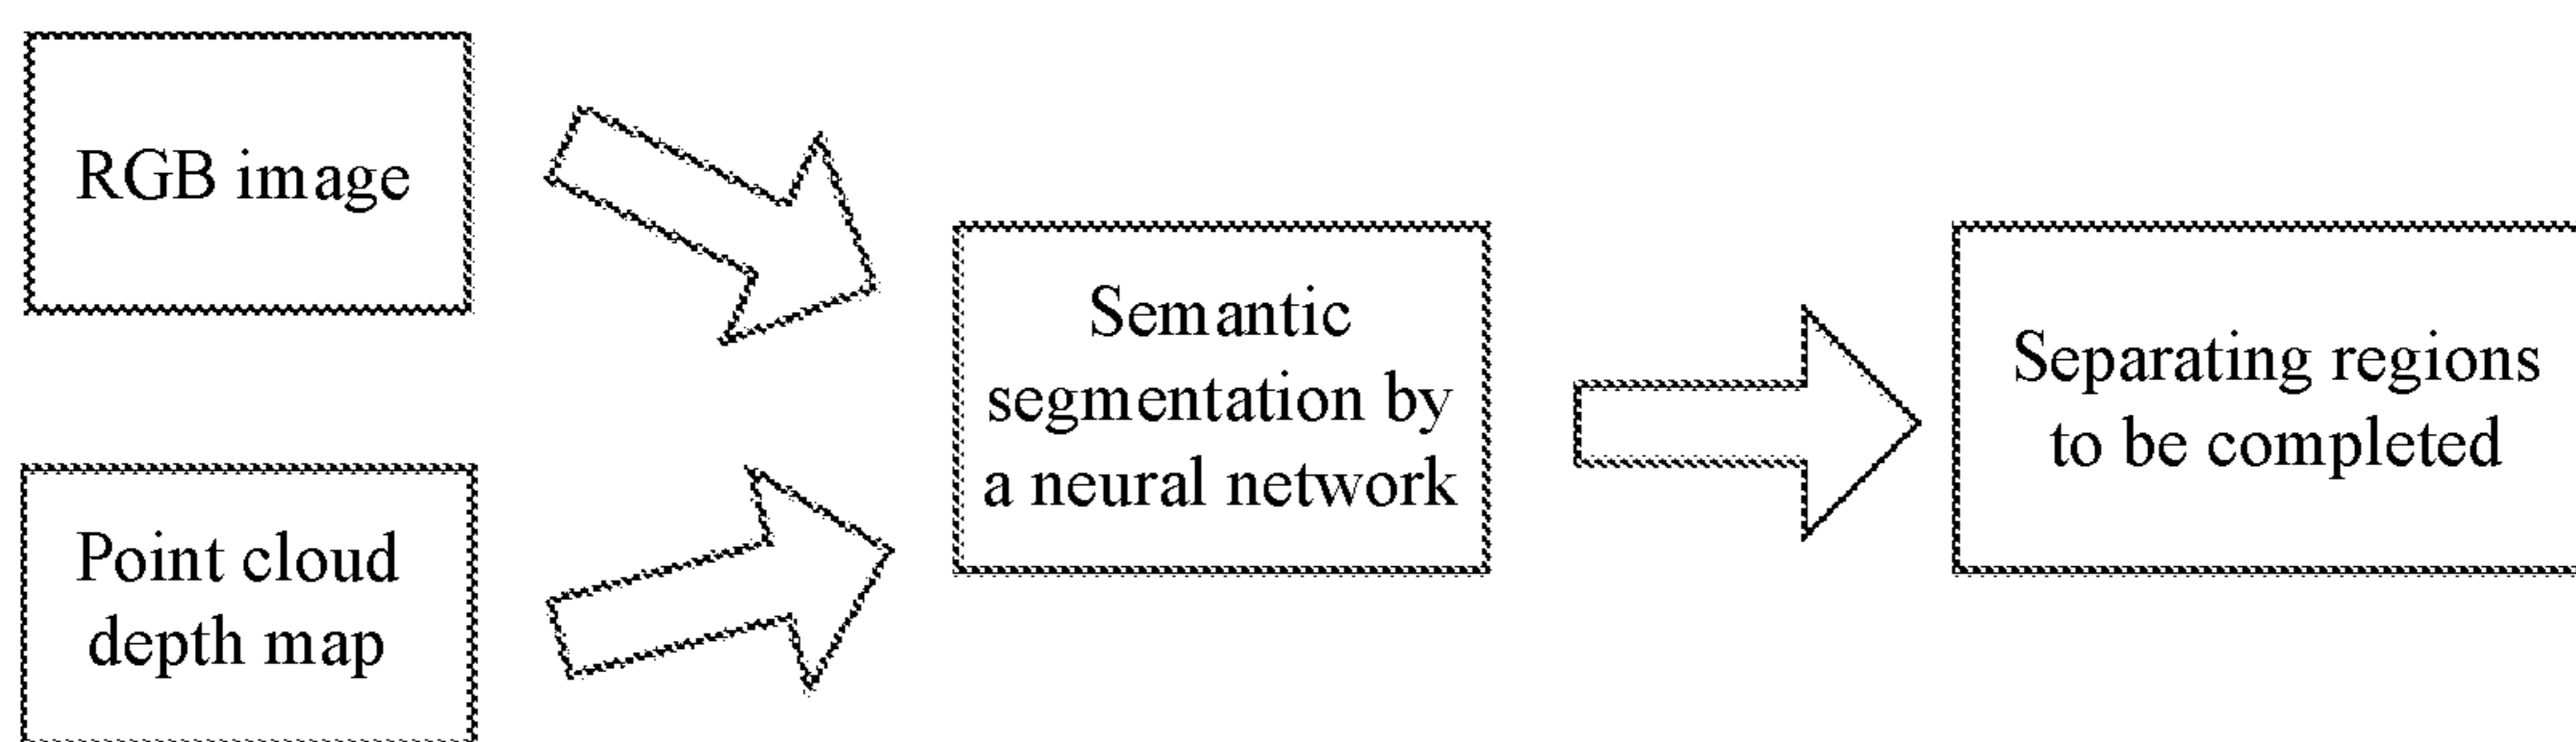 RGB image
Point cloud
depth map
Semantic
segmentation by
a neural network
Separating regions
to be completed